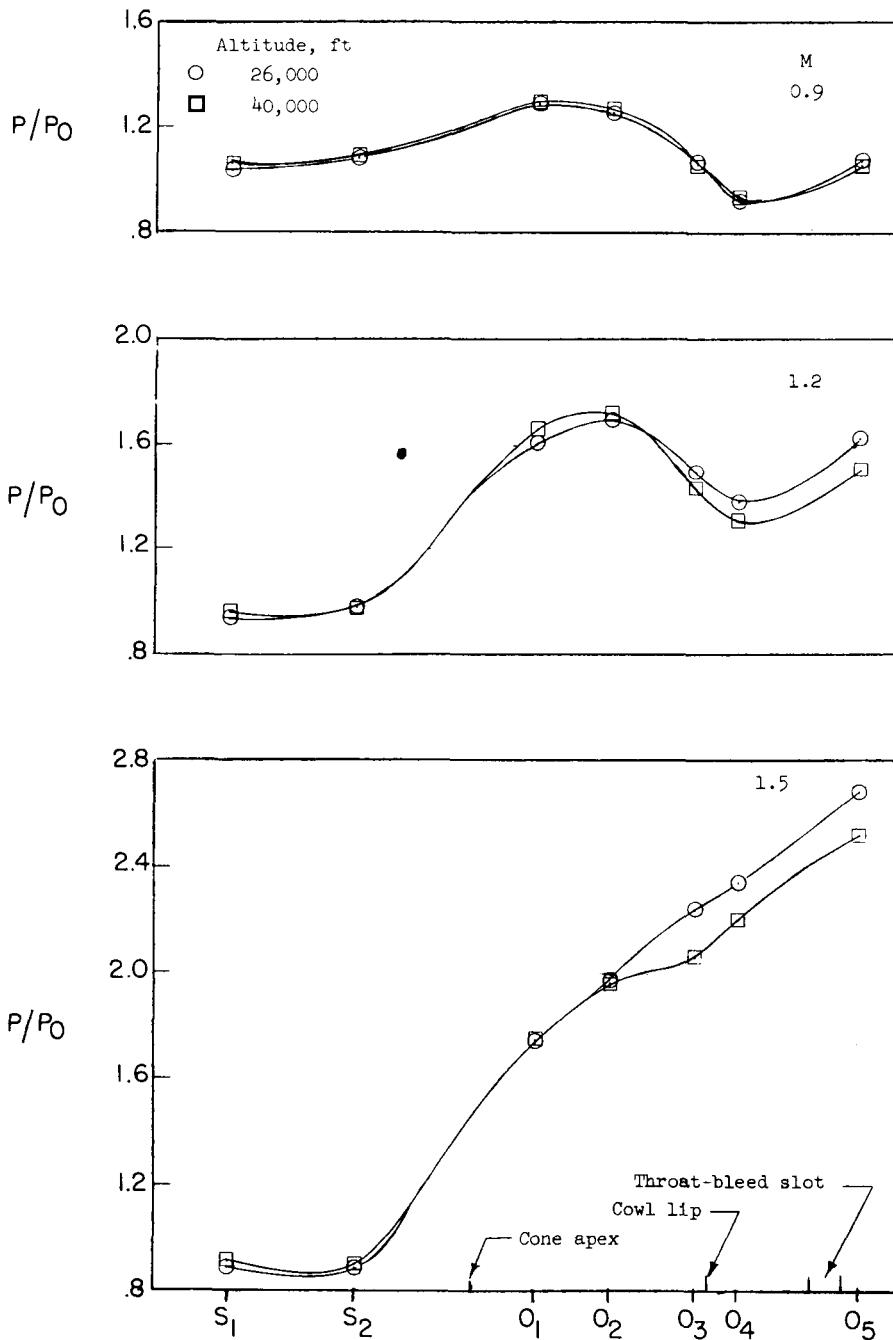 1.6
Altitude, ft
26,000
40,000
M
0.9
P/P0
1.2
.8
2.0
1.2
1.6
P/P0
1.2
.8
2.8
1.5
2.4
2.0
P/P0
1.6
1.2
Throat-bleed slot
Cowl lip
Cone apex
.8
S1 S2 O1 O2 O3 O4 O5